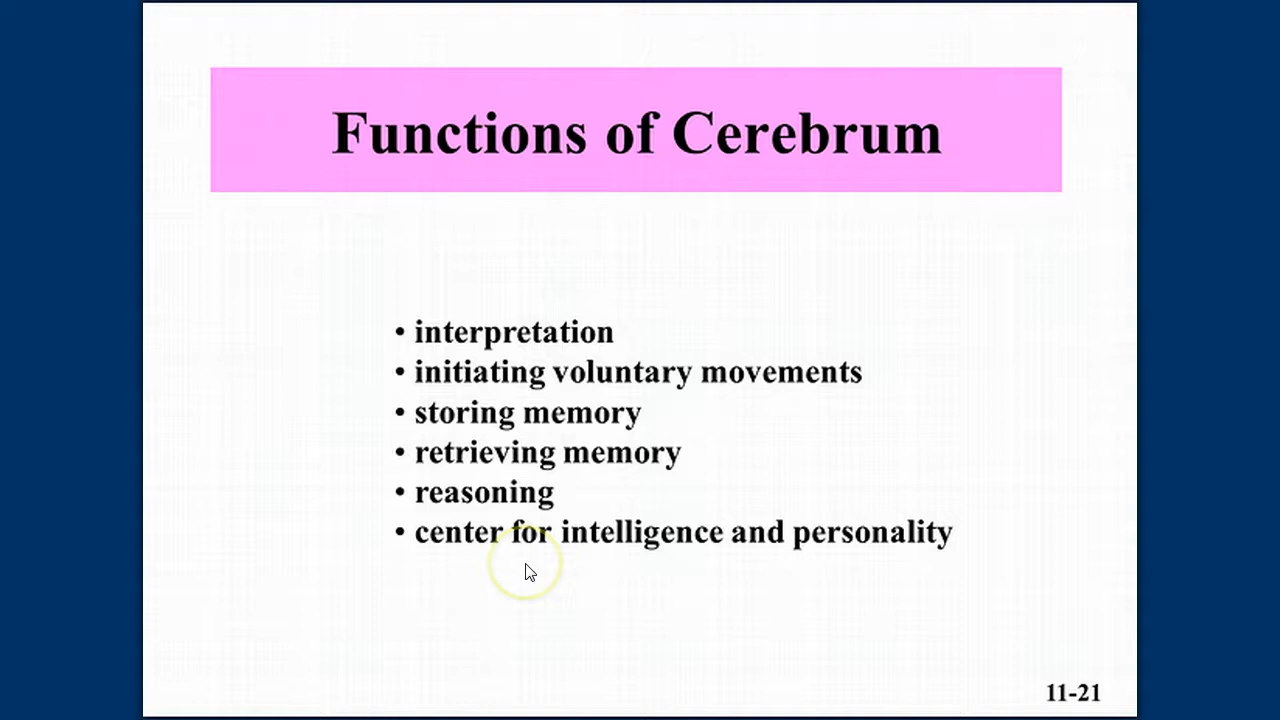 Functions of Cerebrum
• interpretation
• initiating voluntary movements
• storing memory
• retrieving memory
• reasoning
• center for intelligence and personality
11-21